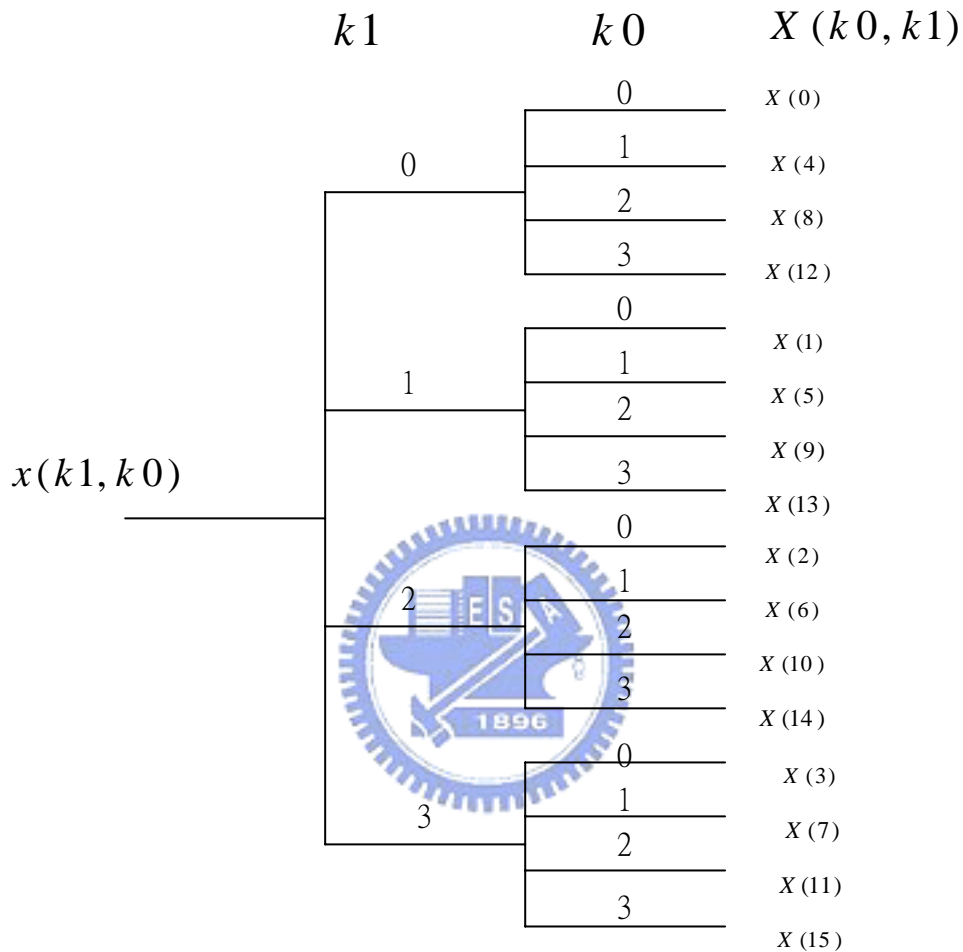 k1 k0 X (k0, k1)
0 X (0)
1 X (4)
0
2 X (8)
3 X (12)
0
X (1)
1
1 X (5)
2
X (9)
x(k1, k0) 3
X (13)
0
X (2)
1
2 E S A X (6)
2
X (10)
3
1896 X (14)
0
X (3)
1
3 X (7)
2
X (11)
3
X (15)